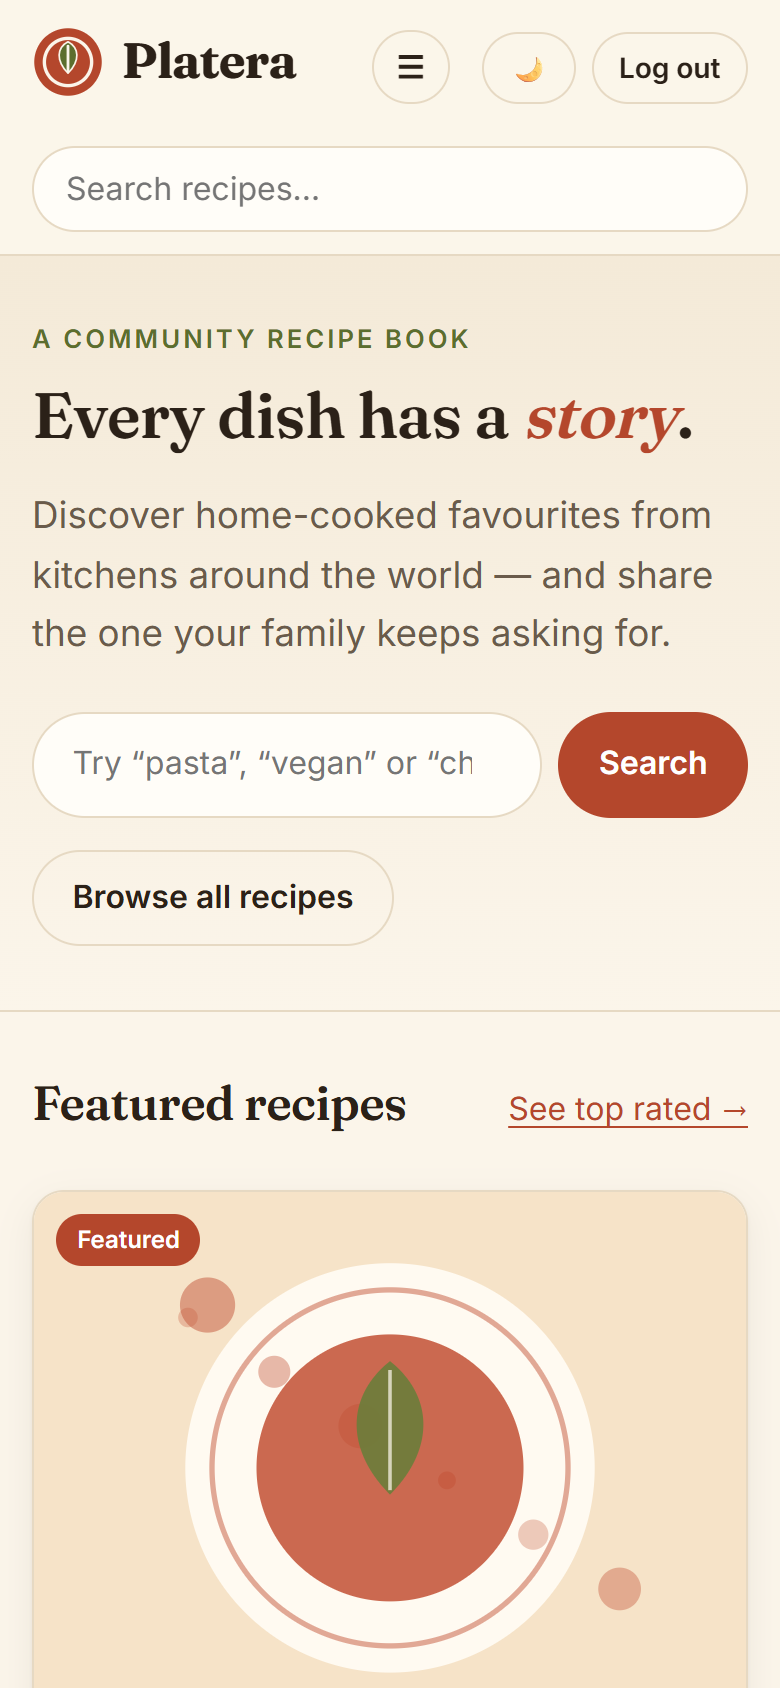 Platera
☰
Log out
Search recipes...
A COMMUNITY RECIPE BOOK
Every dish has a story.
Discover home-cooked favourites from
kitchens around the world — and share
the one your family keeps asking for.
Try “pasta”, “vegan” or “ch
Search
Browse all recipes
Featured recipes
See top rated →
Featured